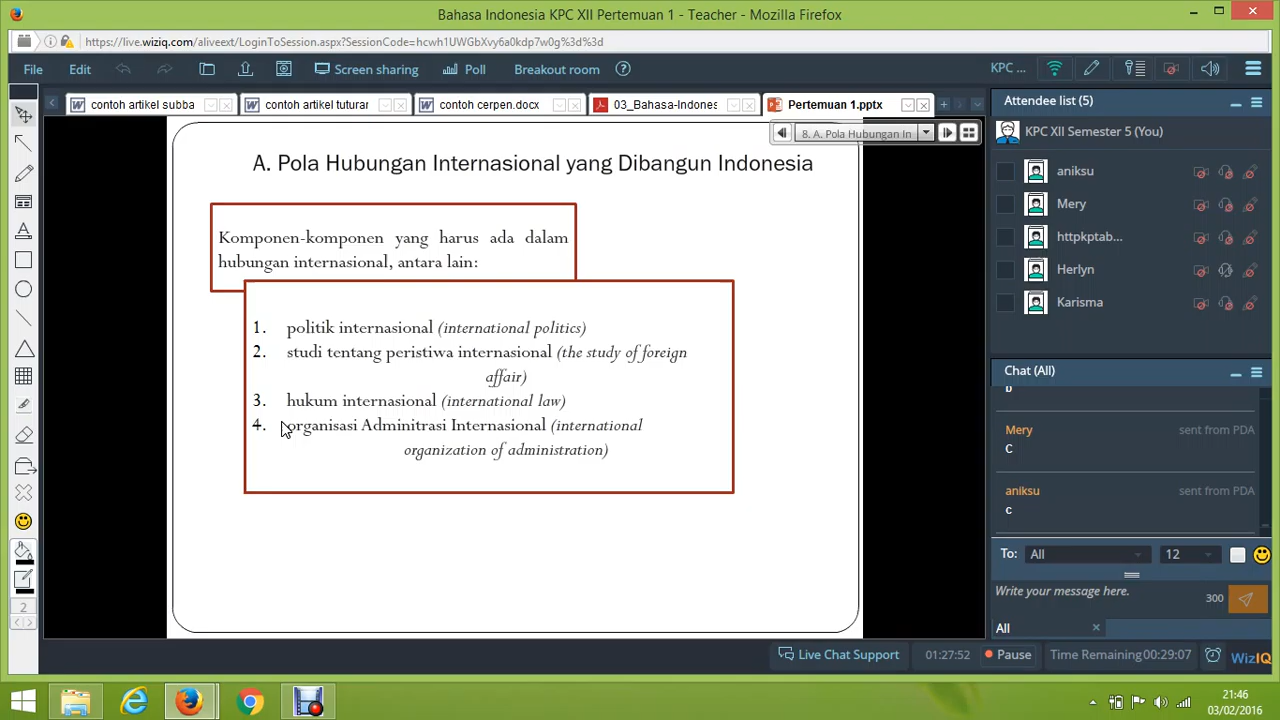 Bahasa Indonesia KPC XII Pertemuan 1 - Teacher - Mozilla Firefox
https://live.wiziq.com/aliveext/LoginToSession.aspx?SessionCode=hcwh1UWGbXvy6a0kdp7w0g%3d%3d
File Edit Screen sharing Poll Breakout room ? KPC ...
contoh artikel subba contoh artikel tuturar contoh cerpen.docx 03_Bahasa-Indones Pertemuan 1.pptx
8. A. Pola Hubungan In
A. Pola Hubungan Internasional yang Dibangun Indonesia
Komponen-komponen yang harus ada dalam
hubungan internasional, antara lain:
1. politik internasional (international politics)
2. studi tentang peristiwa internasional (the study of foreign
affair)
3. hukum internasional (international law)
4. organisasi Adminitrasi Internasional (international
organization of administration)
Attendee list (5)
KPC XII Semester 5 (You)
aniksu
Mery
httpkptab...
Herlyn
Karisma
Chat (All)
b
Mery sent from PDA
C
aniksu sent from PDA
c
To: All 12
Write your message here. 300
All
2
Live Chat Support 01:27:52 Pause Time Remaining00:29:07 WizIQ
21:46
03/02/2016